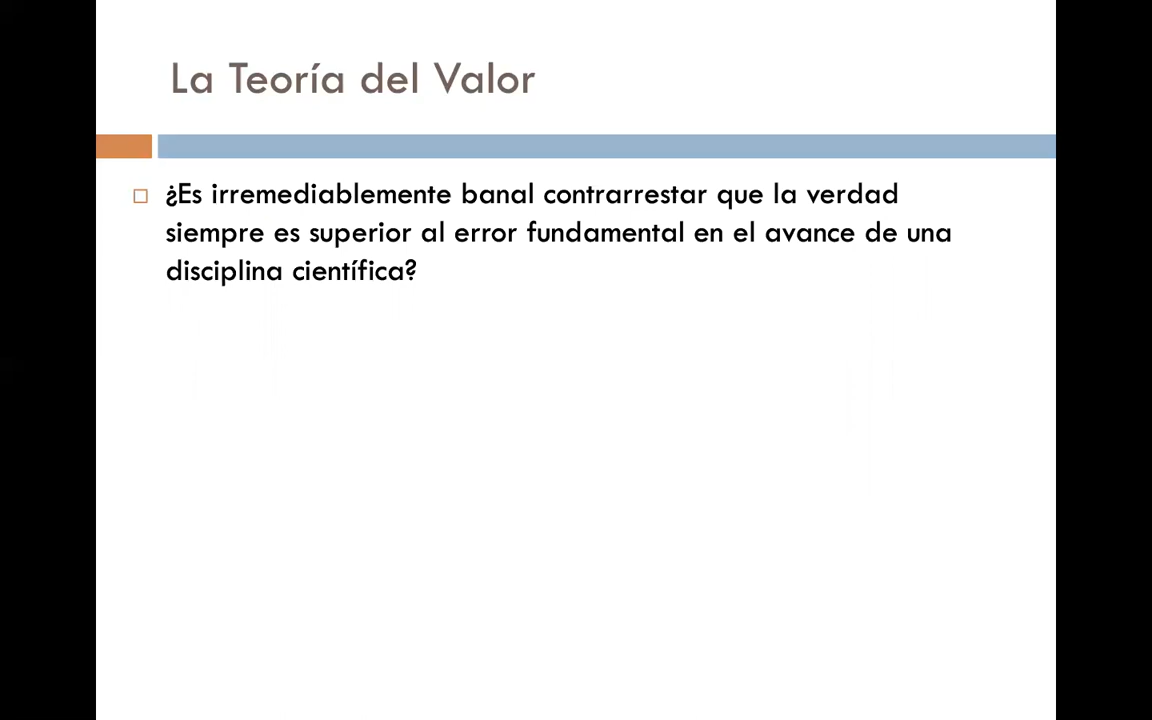 La Teoría del Valor
¿Es irremediablemente banal contrarrestar que la verdad
siempre es superior al error fundamental en el avance de una
disciplina científica?